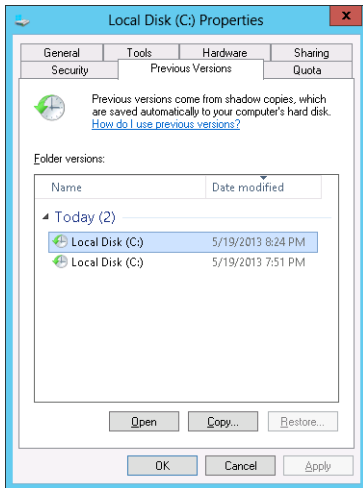 Local Disk (C:) Properties
x
General Tools Hardware Sharing
Security Previous Versions Quota
Previous versions come from shadow copies, which
are saved automatically to your computer's hard disk.
How do I use previous versions?
Folder versions:
Name Date modified
Today (2)
Local Disk (C:) 5/19/2013 8:24 PM
Local Disk (C:) 5/19/2013 7:51 PM
Open Copy... Restore...
OK Cancel Apply